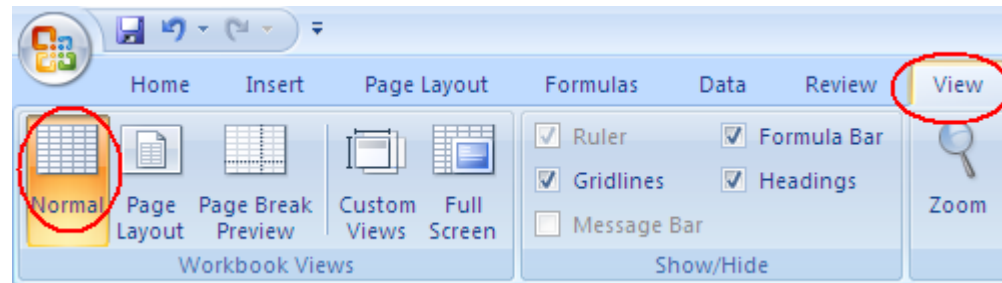 Home Insert Page Layout Formulas Data Review View
Normal
Page Layout
Page Break Preview
Custom Views
Full Screen
Workbook Views
Ruler
Gridlines
Message Bar
Formula Bar
Headings
Show/Hide
Zoom